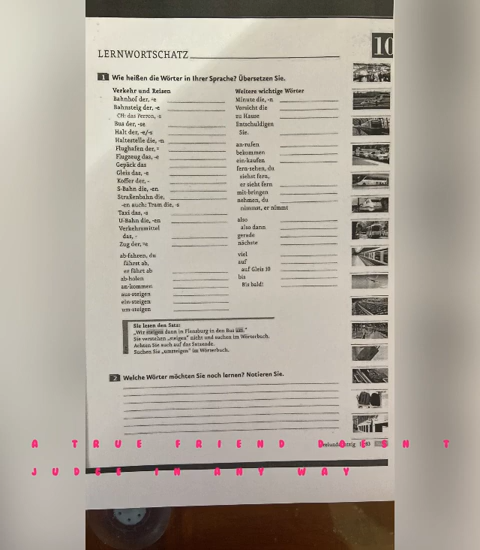 10
LERNWORTSCHATZ
1 Wie heißen die Wörter in Ihrer Sprache? Übersetzen Sie.
Verkehr und Reisen
Bahnhof der, -̈e
Bahnsteig der, -e
CH: das Perron, -s
Bus der, -se
Halt der, -e/-s
Haltestelle die, -n
Flughafen der, -̈
Flugzeug das, -e
Gepäck das
Gleis das, -e
Koffer der, -
S-Bahn die, -en
Straßenbahn die,
-en auch: Tram die, -s
Taxi das, -s
U-Bahn die, -en
Verkehrsmittel
das, -
Zug der, -̈e
ab·fahren, du
fährst ab,
er fährt ab
ab·holen
an·kommen
aus·steigen
ein·steigen
um·steigen
Weitere wichtige Wörter
Minute die, -n
Vorsicht die
zu Hause
Entschuldigen
Sie.
an·rufen
bekommen
ein·kaufen
fern·sehen, du
siehst fern,
er sieht fern
mit·bringen
nehmen, du
nimmst, er nimmt
also
also dann
gerade
nächste
viel
auf
auf Gleis 10
bis
Bis bald!
Sie lesen den Satz:
„Wir steigen dann in Flensburg in den Bus um."
Sie verstehen „steigen" nicht und suchen im Wörterbuch.
Achten Sie auch auf das Satzende.
Suchen Sie „umsteigen" im Wörterbuch.
2 Welche Wörter möchten Sie noch lernen? Notieren Sie.
A TRUE FRIEND DOESNT
JUDGE IN ANY WAY